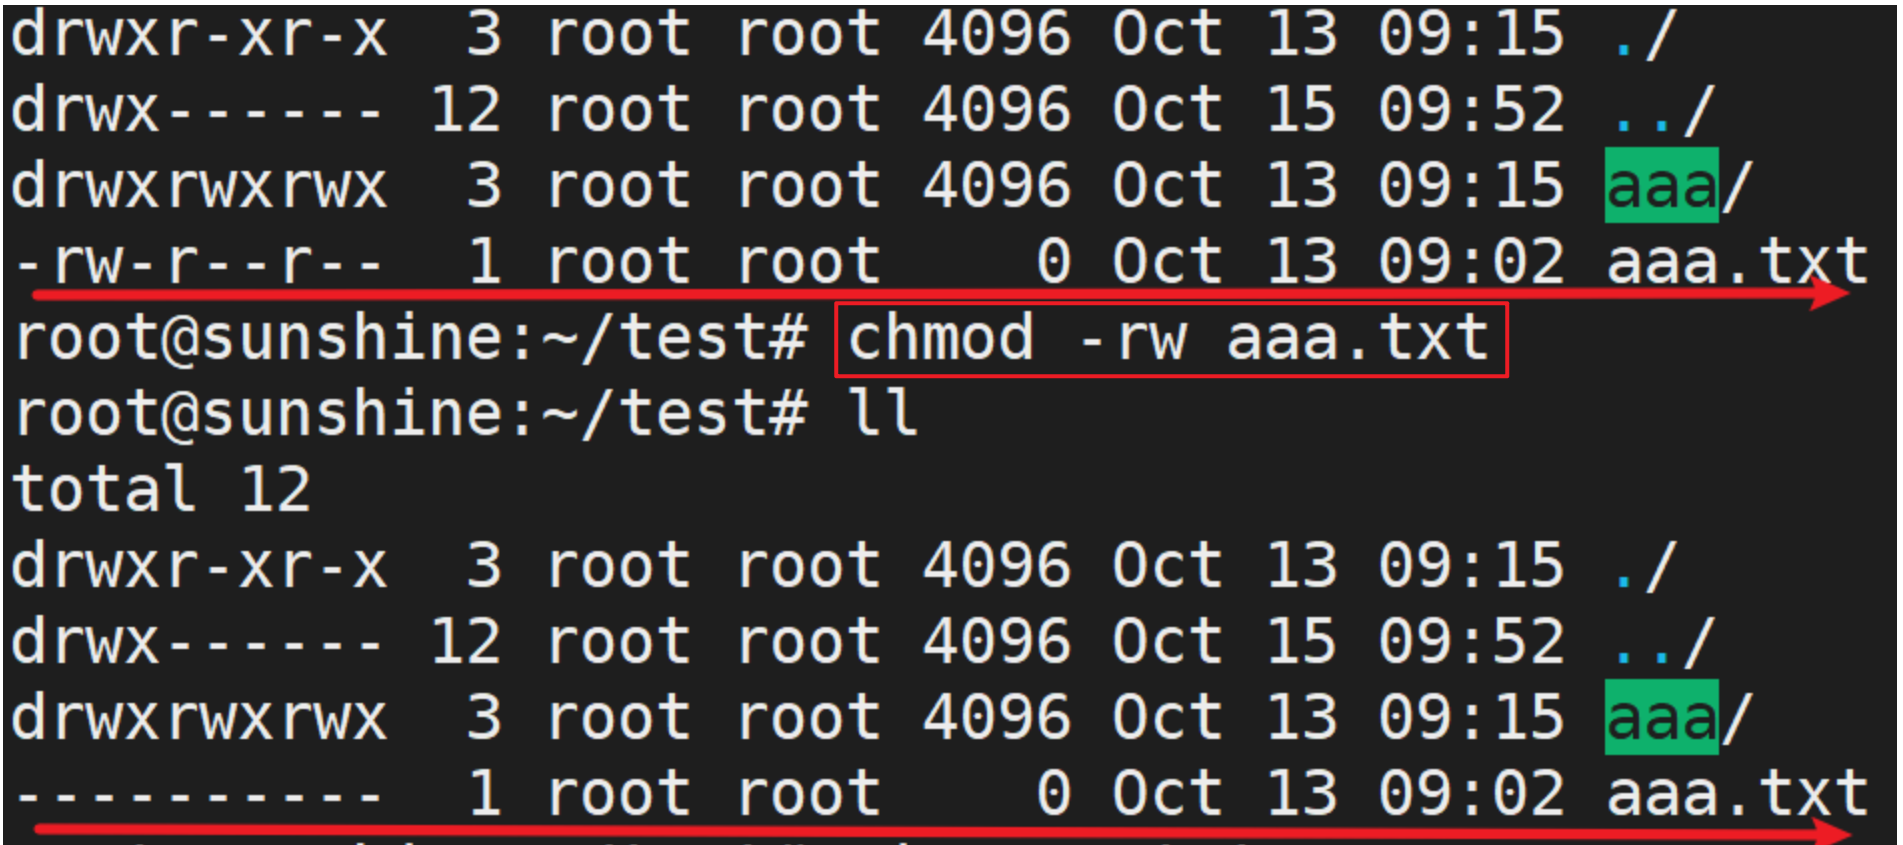 drwxr-xr-x  3 root root 4096 Oct 13 09:15 ./
drwx------ 12 root root 4096 Oct 15 09:52 ../
drwxrwxrwx  3 root root 4096 Oct 13 09:15 aaa/
-rw-r--r--  1 root root    0 Oct 13 09:02 aaa.txt
root@sunshine:~/test# chmod -rw aaa.txt
root@sunshine:~/test# ll
total 12
drwxr-xr-x  3 root root 4096 Oct 13 09:15 ./
drwx------ 12 root root 4096 Oct 15 09:52 ../
drwxrwxrwx  3 root root 4096 Oct 13 09:15 aaa/
----------  1 root root    0 Oct 13 09:02 aaa.txt